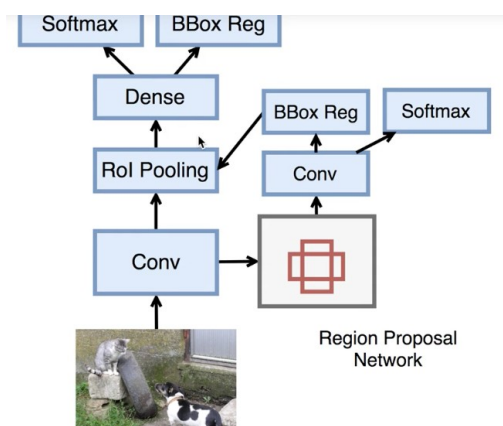 Softmax
BBox Reg
Dense
BBox Reg
Softmax
RoI Pooling
Conv
Conv
Region Proposal
Network